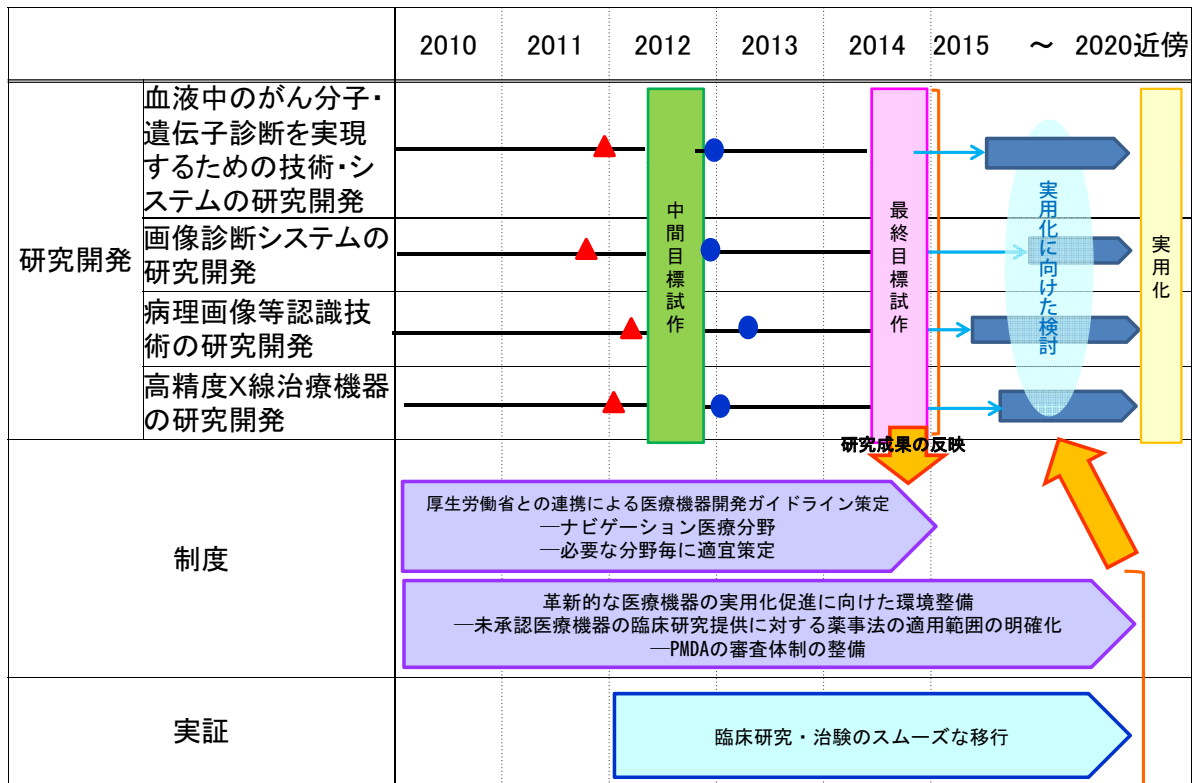 2010
2011
2012
2013
2014
2015
～
2020近傍
研究開発
血液中のがん分子・
遺伝子診断を実現
するための技術・シ
ステムの研究開発
画像診断システムの
研究開発
病理画像等認識技
術の研究開発
高精度X線治療機器
の研究開発
中間目標試作
最終目標試作
実用化に向けた検討
実用化
研究成果の反映
制度
厚生労働省との連携による医療機器開発ガイドライン策定
―ナビゲーション医療分野
―必要な分野毎に適宜策定
革新的な医療機器の実用化促進に向けた環境整備
―未承認医療機器の臨床研究提供に対する薬事法の適用範囲の明確化
―PMDAの審査体制の整備
実証
臨床研究・治験のスムーズな移行